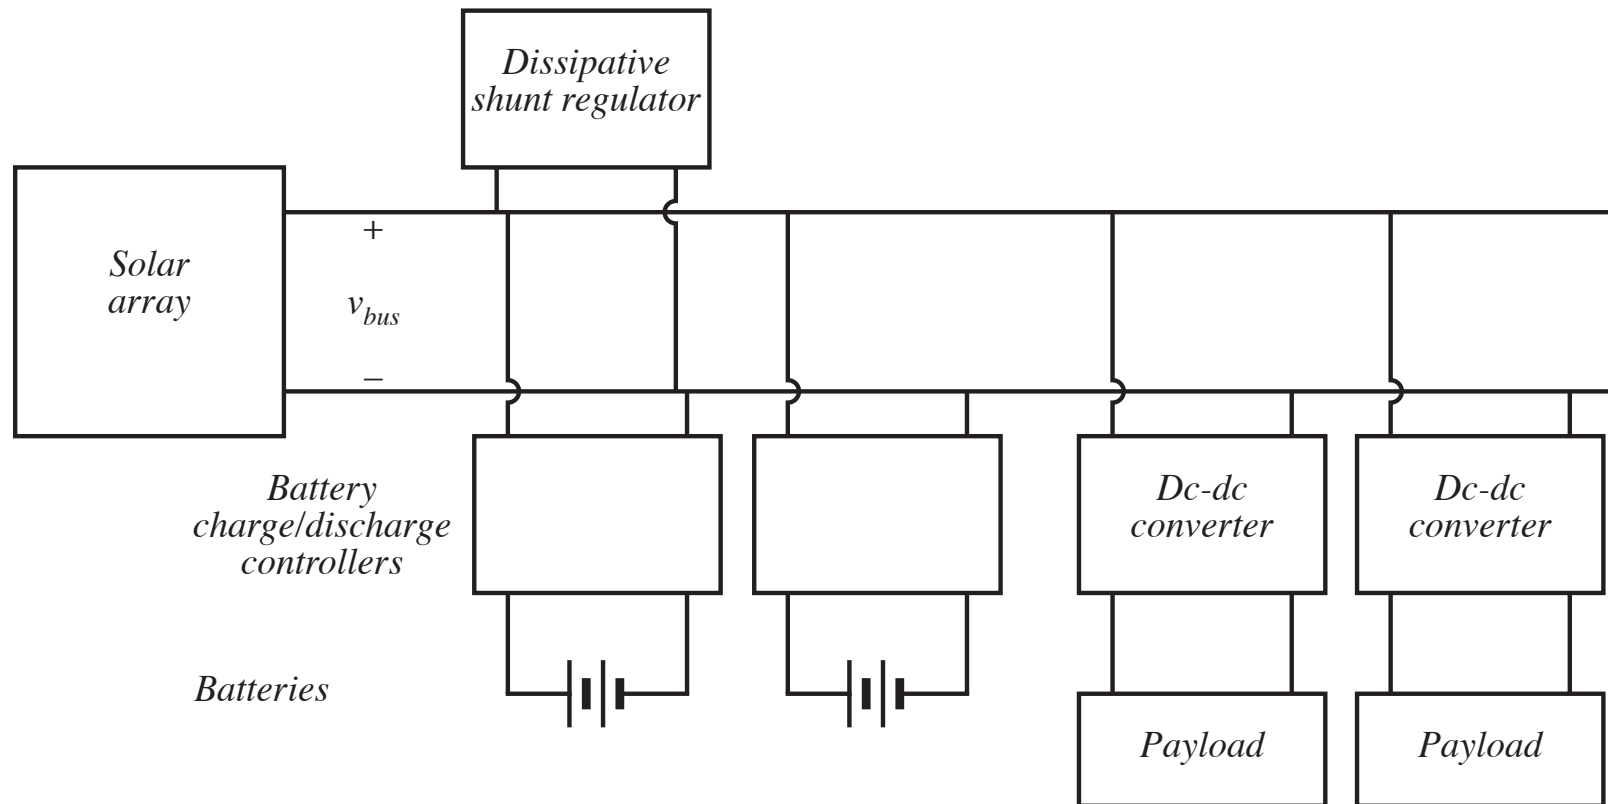 Dissipative
shunt regulator
Solar
array
+
v_bus
–
Battery
charge/discharge
controllers
Dc-dc
converter
Dc-dc
converter
Batteries
Payload
Payload